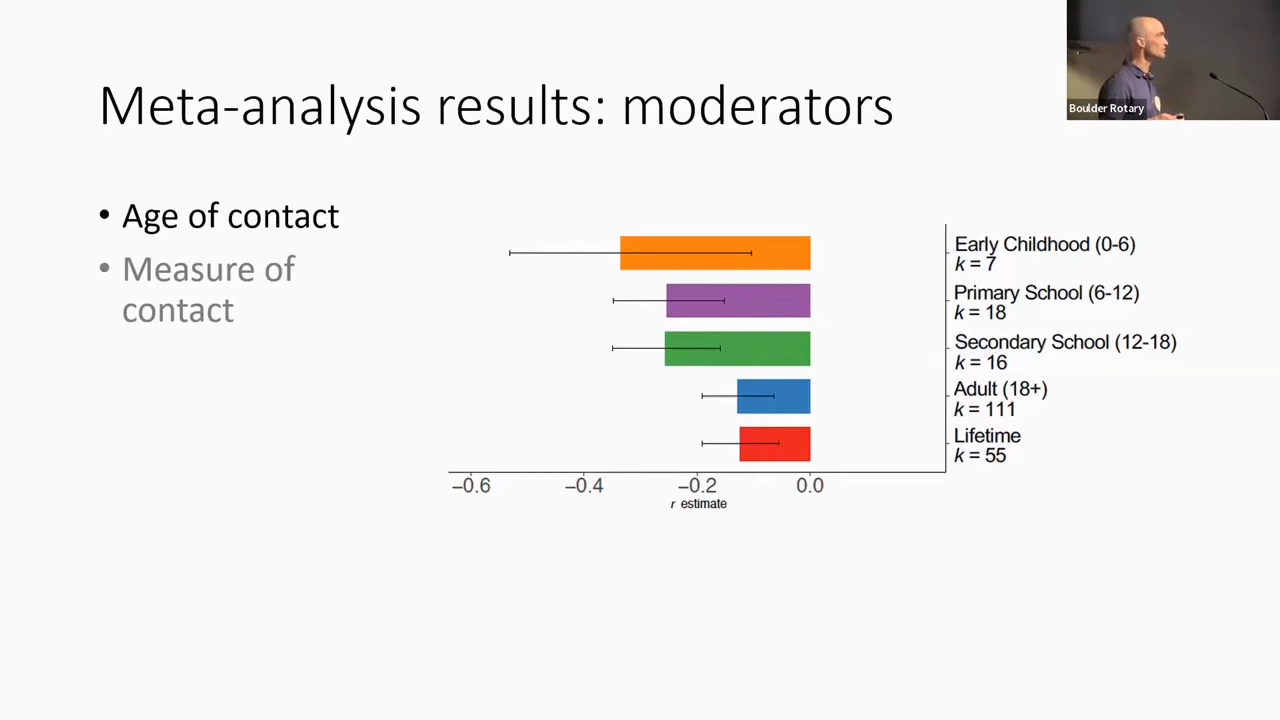 Meta-analysis results: moderators
Boulder Rotary
• Age of contact
• Measure of
contact
Early Childhood (0-6)
k = 7
Primary School (6-12)
k = 18
Secondary School (12-18)
k = 16
Adult (18+)
k = 111
Lifetime
k = 55
−0.6 −0.4 −0.2 0.0
r estimate